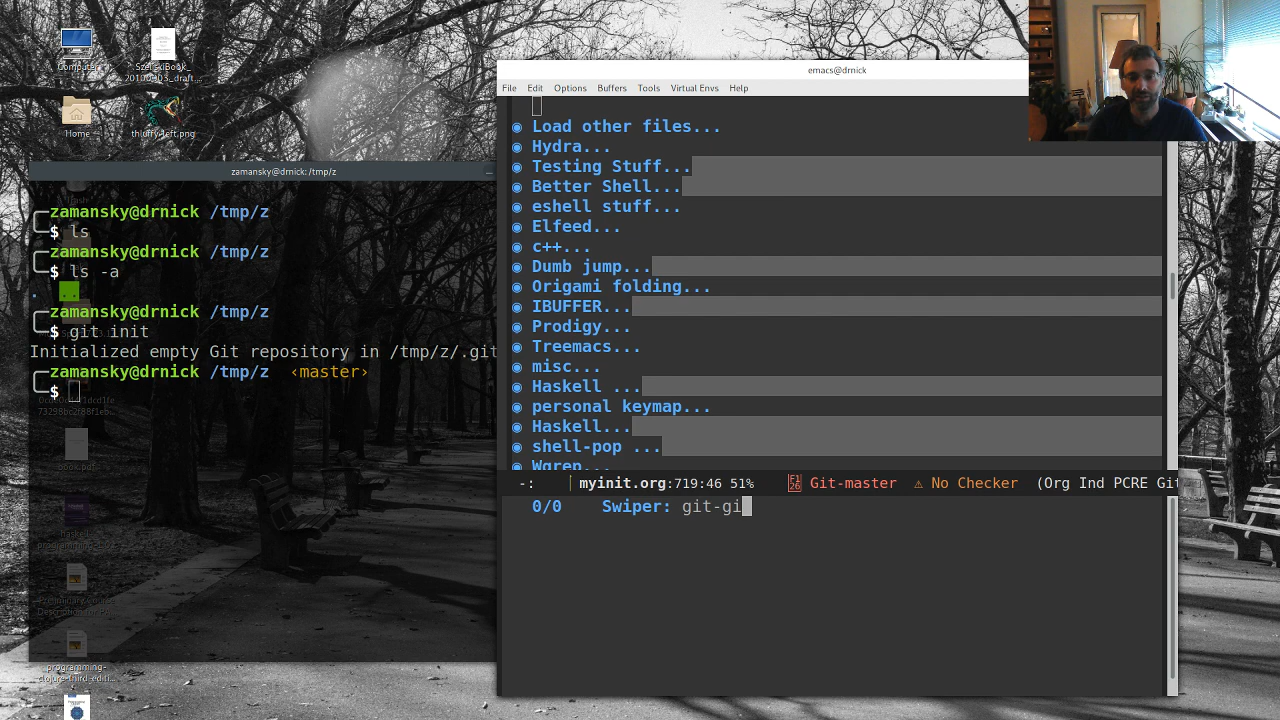 Computer
Home
thluffy-left.png
emacs@drnick
File Edit Options Buffers Tools Virtual Envs Help
Load other files...
Hydra...
Testing Stuff...
Better Shell...
eshell stuff...
Elfeed...
c++...
Dumb jump...
Origami folding...
IBUFFER...
Prodigy...
Treemacs...
misc...
Haskell ...
personal keymap...
Haskell...
shell-pop ...
Wgrep...
-: myinit.org:719:46 51% Git-master ⚠ No Checker (Org Ind PCRE Git
0/0 Swiper: git-gi
zamansky@drnick: /tmp/z
zamansky@drnick /tmp/z
$ ls
zamansky@drnick /tmp/z
$ ls -a
. ..
zamansky@drnick /tmp/z
$ git init
Initialized empty Git repository in /tmp/z/.git
zamansky@drnick /tmp/z ‹master›
$
book.pdf
programming-